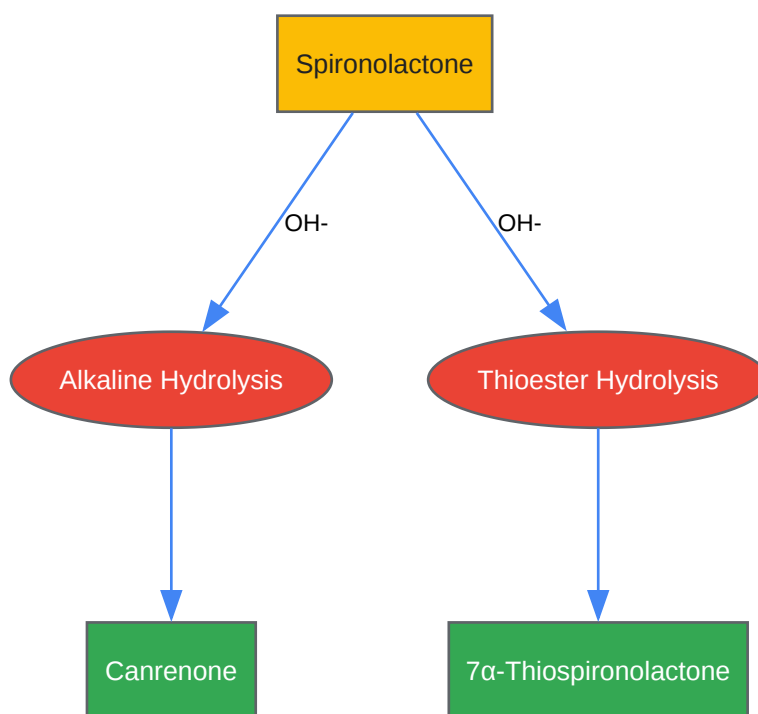 Spironolactone
OH- OH-
Alkaline Hydrolysis Thioester Hydrolysis
Canrenone 7α-Thiospironolactone